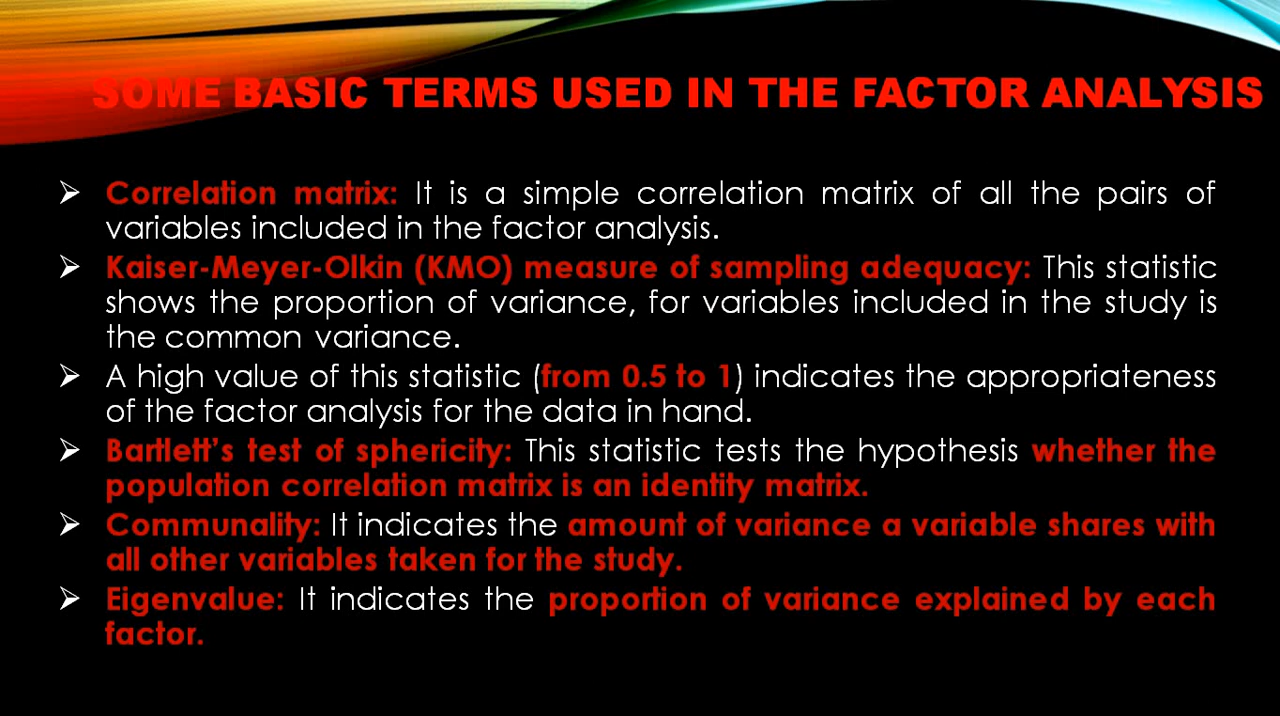 SOME BASIC TERMS USED IN THE FACTOR ANALYSIS
➢ Correlation matrix: It is a simple correlation matrix of all the pairs of
variables included in the factor analysis.
➢ Kaiser-Meyer-Olkin (KMO) measure of sampling adequacy: This statistic
shows the proportion of variance, for variables included in the study is
the common variance.
➢ A high value of this statistic (from 0.5 to 1) indicates the appropriateness
of the factor analysis for the data in hand.
➢ Bartlett’s test of sphericity: This statistic tests the hypothesis whether the
population correlation matrix is an identity matrix.
➢ Communality: It indicates the amount of variance a variable shares with
all other variables taken for the study.
➢ Eigenvalue: It indicates the proportion of variance explained by each
factor.